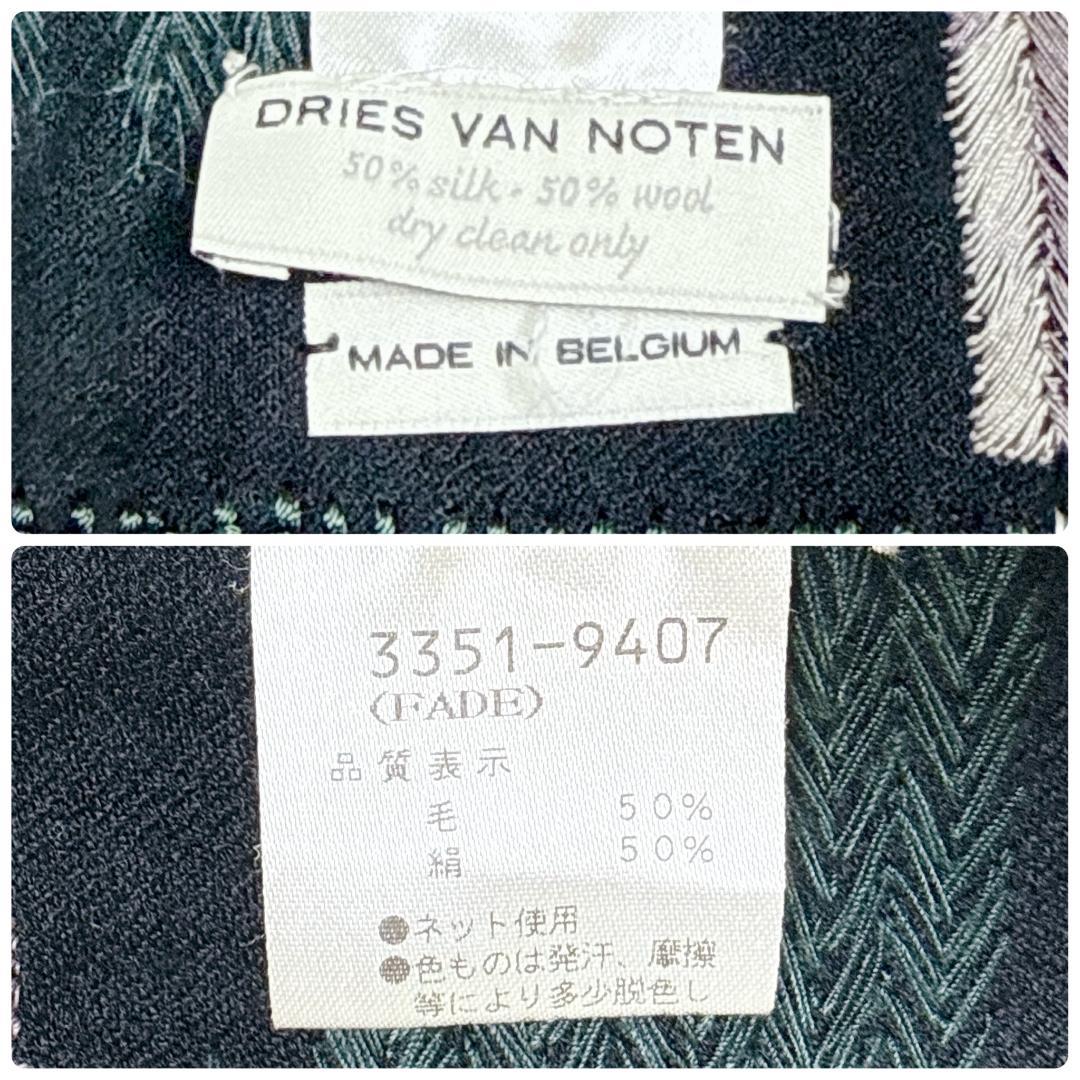 DRIES VAN NOTEN
50% silk - 50% wool
dry clean only
MADE IN BELGIUM
3351-9407
(FADE)
品質表示
毛 50%
絹 50%
●ネット使用
●色ものは発汗、摩擦
等により多少脱色し